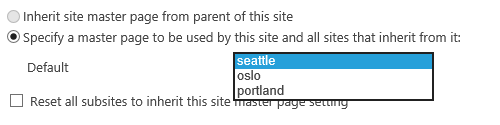 Inherit site master page from parent of this site
Specify a master page to be used by this site and all sites that inherit from it:
Default
seattle
oslo
portland
Reset all subsites to inherit this site master page setting